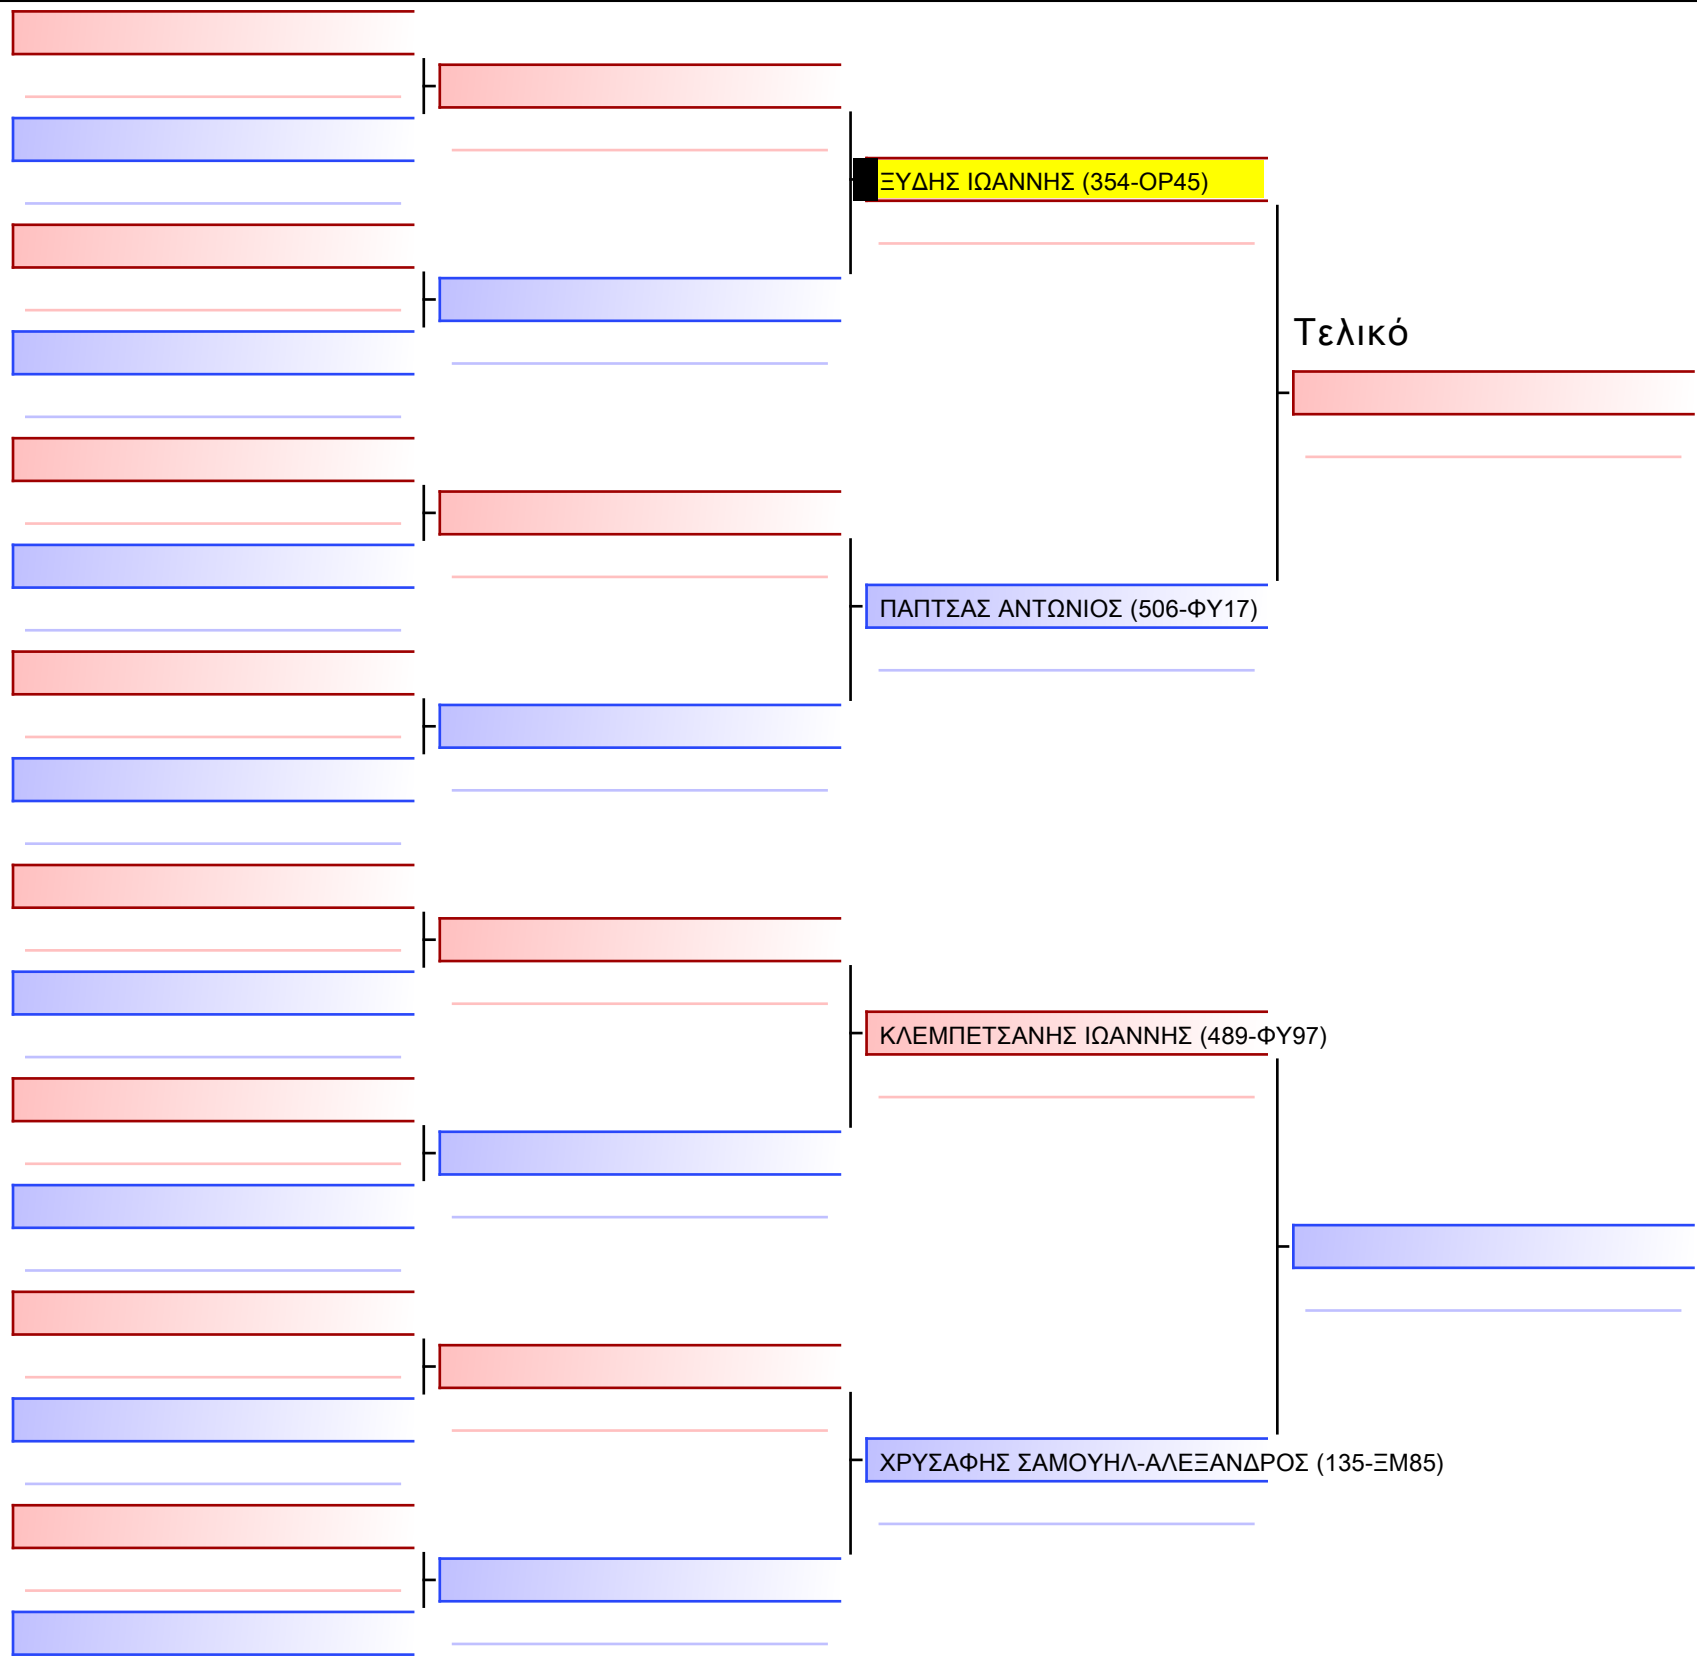 ΞΥΔΗΣ ΙΩΑΝΝΗΣ (354-ΟΡ45)
Τελικό
ΠΑΠΤΣΑΣ ΑΝΤΩΝΙΟΣ (506-ΦΥ17)
ΚΛΕΜΠΕΤΣΑΝΗΣ ΙΩΑΝΝΗΣ (489-ΦΥ97)
ΧΡΥΣΑΦΗΣ ΣΑΜΟΥΗΛ-ΑΛΕΞΑΝΔΡΟΣ (135-ΞΜ85)